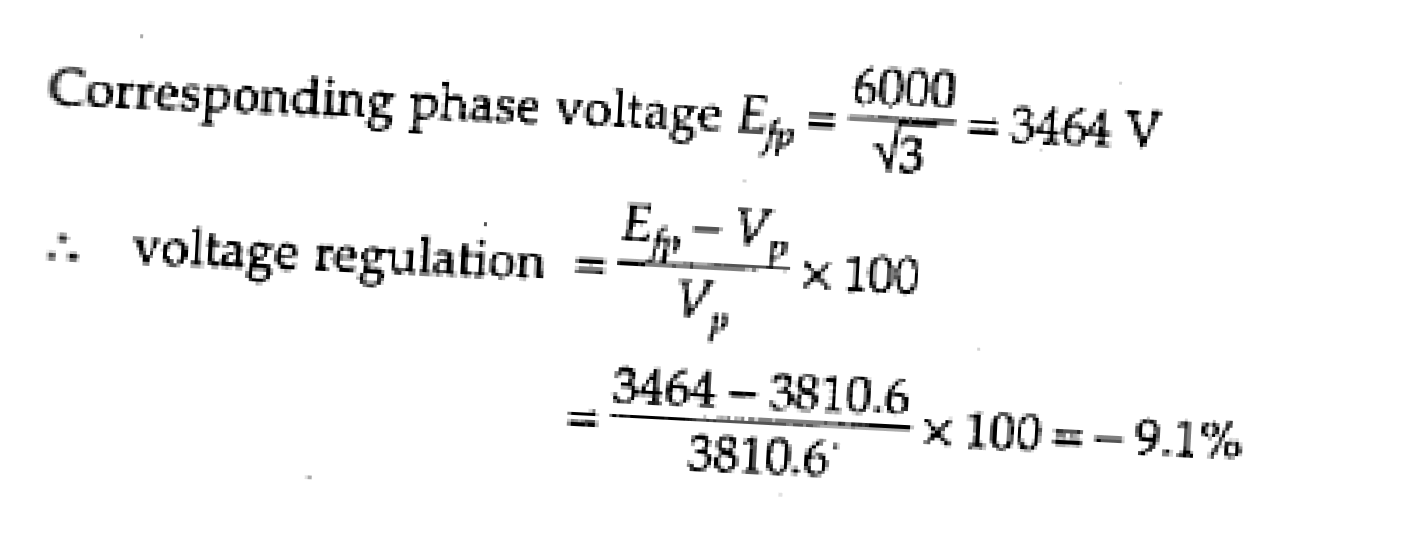 Corresponding phase voltage E_fp = 6000/√3 = 3464 V
∴ voltage regulation = (E_fp − V_p)/V_p × 100
= (3464 − 3810.6)/3810.6 × 100 = − 9.1%